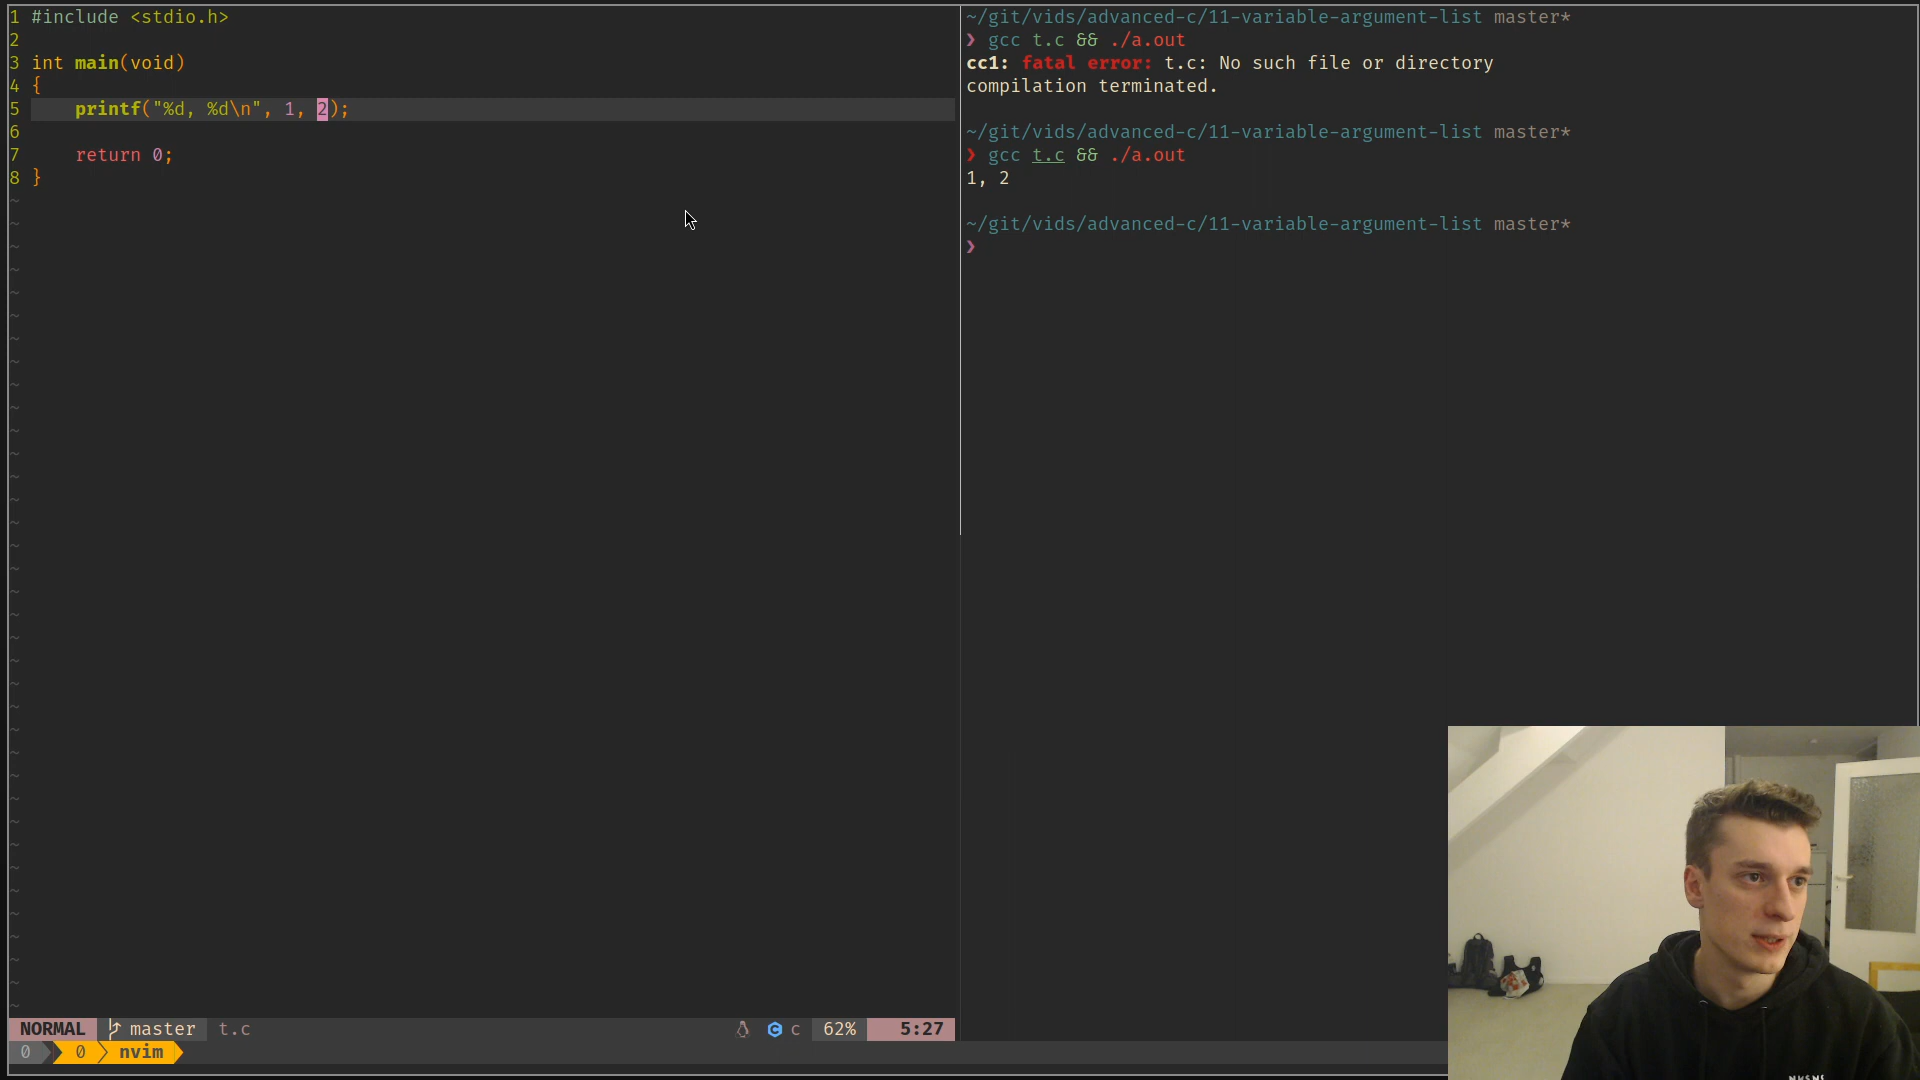 1 #include <stdio.h>
2
3 int main(void)
4 {
5     printf("%d, %d\n", 1, 2);
6
7     return 0;
8 }
~/git/vids/advanced-c/11-variable-argument-list master*
❯ gcc t.c && ./a.out
cc1: fatal error: t.c: No such file or directory
compilation terminated.
~/git/vids/advanced-c/11-variable-argument-list master*
❯ gcc t.c && ./a.out
1, 2
~/git/vids/advanced-c/11-variable-argument-list master*
❯
NORMAL master t.c c 62% 5:27
0 0 nvim